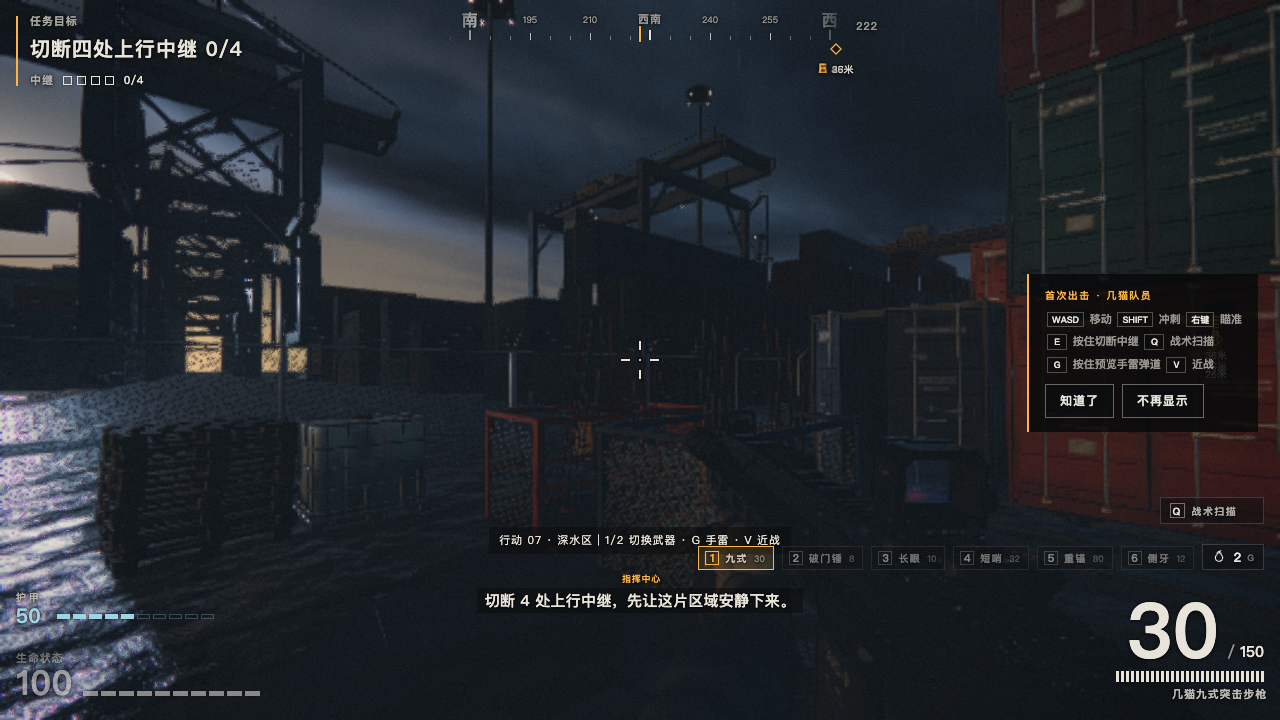 任务目标
切断四处上行中继 0/4
中继 0/4
南 195 210 西南 240 255 西 222
E 36米
首次出击 · 几猫队员
WASD 移动 SHIFT 冲刺 右键 瞄准
E 按住切断中继 Q 战术扫描
G 按住预览手雷弹道 V 近战
知道了 不再显示
Q 战术扫描
行动 07 · 深水区 | 1/2 切换武器 · G 手雷 · V 近战
1 九式 30 2 破门锤 8 3 长眼 10 4 短哨 32 5 重锚 80 6 侧牙 12 2 G
指挥中心
切断 4 处上行中继，先让这片区域安静下来。
护甲
50
生命状态
100
30 / 150
几猫九式突击步枪